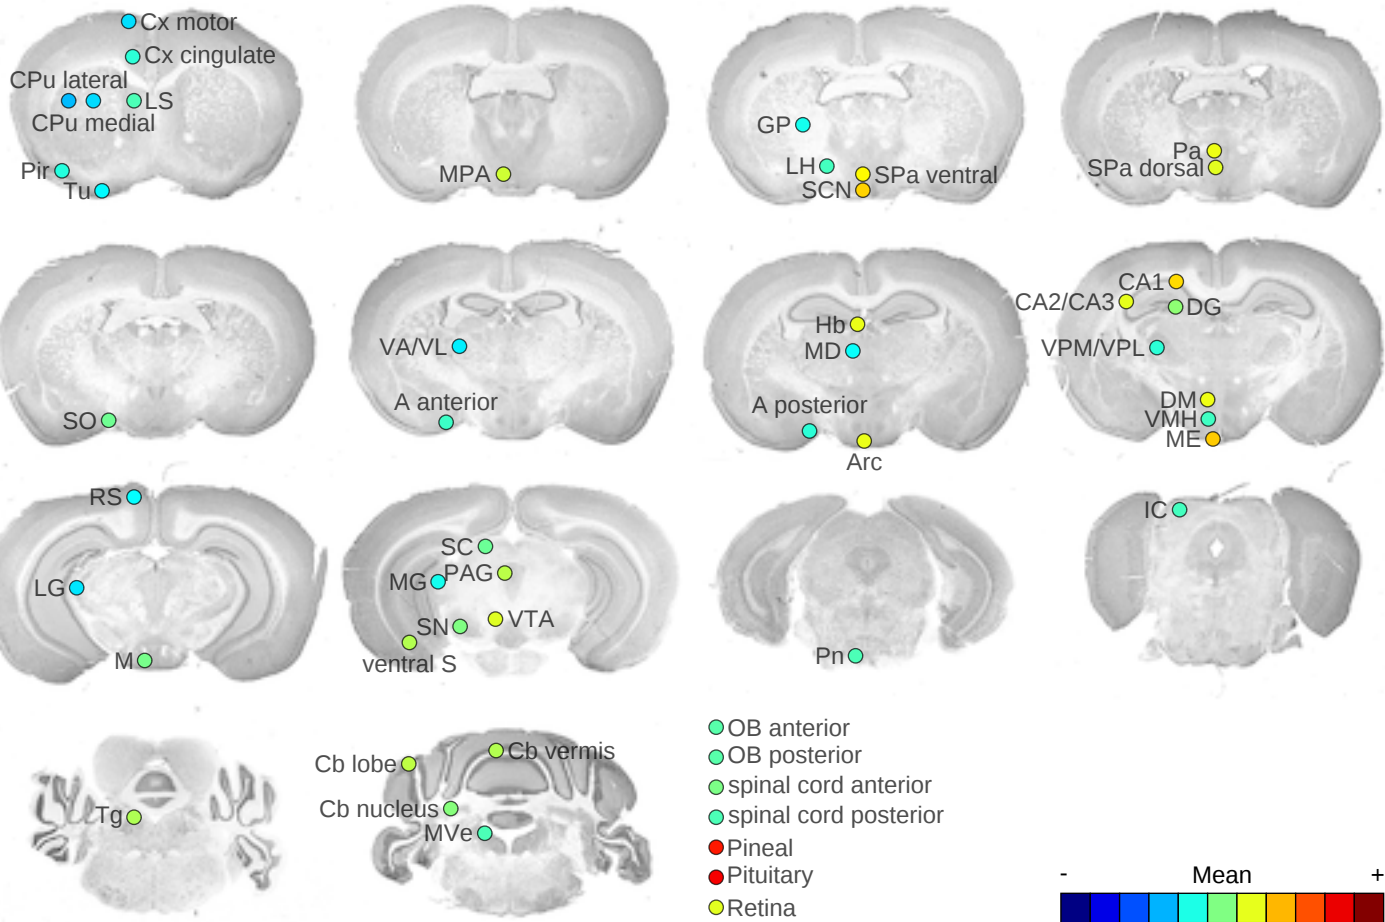 Cx motor
Cx cingulate
CPu lateral
LS
CPu medial
Pir
Tu
MPA
GP
LH
SPa ventral
SCN
Pa
SPa dorsal
SO
VA/VL
A anterior
Hb
MD
A posterior
Arc
CA1
CA2/CA3
DG
VPM/VPL
DM
VMH
ME
RS
LG
M
SC
MG
PAG
SN
VTA
ventral S
Pn
IC
Tg
Cb lobe
Cb vermis
Cb nucleus
MVe
OB anterior
OB posterior
spinal cord anterior
spinal cord posterior
Pineal
Pituitary
Retina
- Mean +